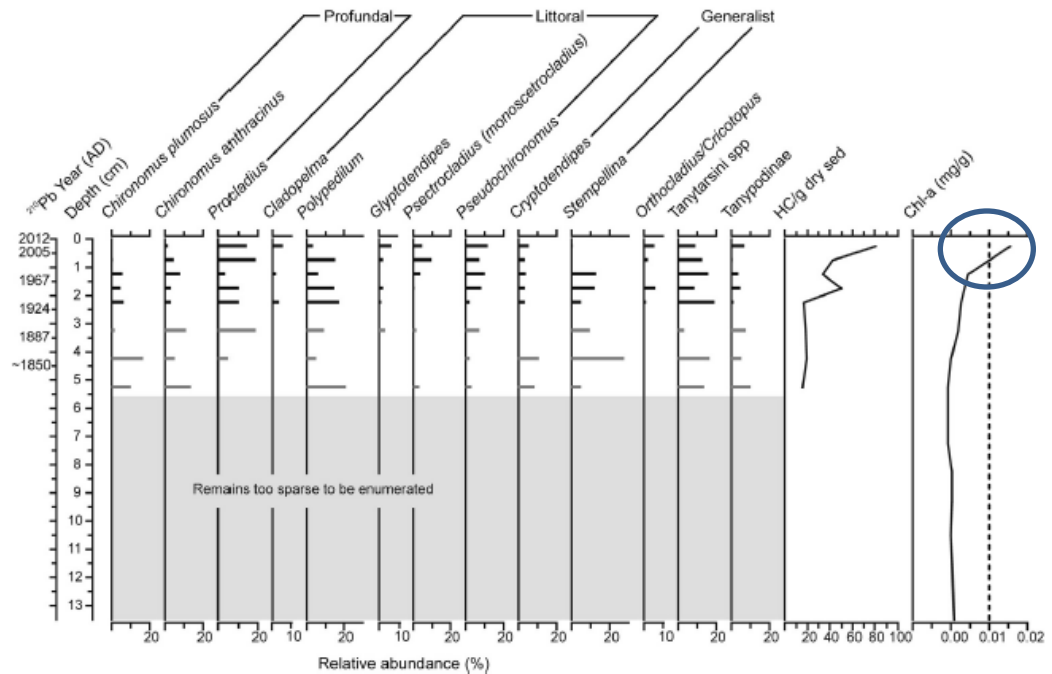 Profundal Littoral Generalist
²¹⁰Pb Year (AD)
Depth (cm)
Chironomus plumosus
Chironomus anthracinus
Procladius
Cladopelma
Polypedilum
Glyptotendipes
Psectrocladius (monoscetrocladius)
Pseudochironomus
Cryptotendipes
Stempellina
Orthocladius/Cricotopus
Tanytarsini spp
Tanypodinae
HC/g dry sed
Chl-a (mg/g)
2012 0
2005
1
1967
2
1924
3
1887
4
~1850
5
6
7
8
Remains too sparse to be enumerated
9
10
11
12
13
20 20 20 10 20 10 20 20 20 20 10 20 20 0 20 40 60 80 100 0.00 0.01 0.02
Relative abundance (%)